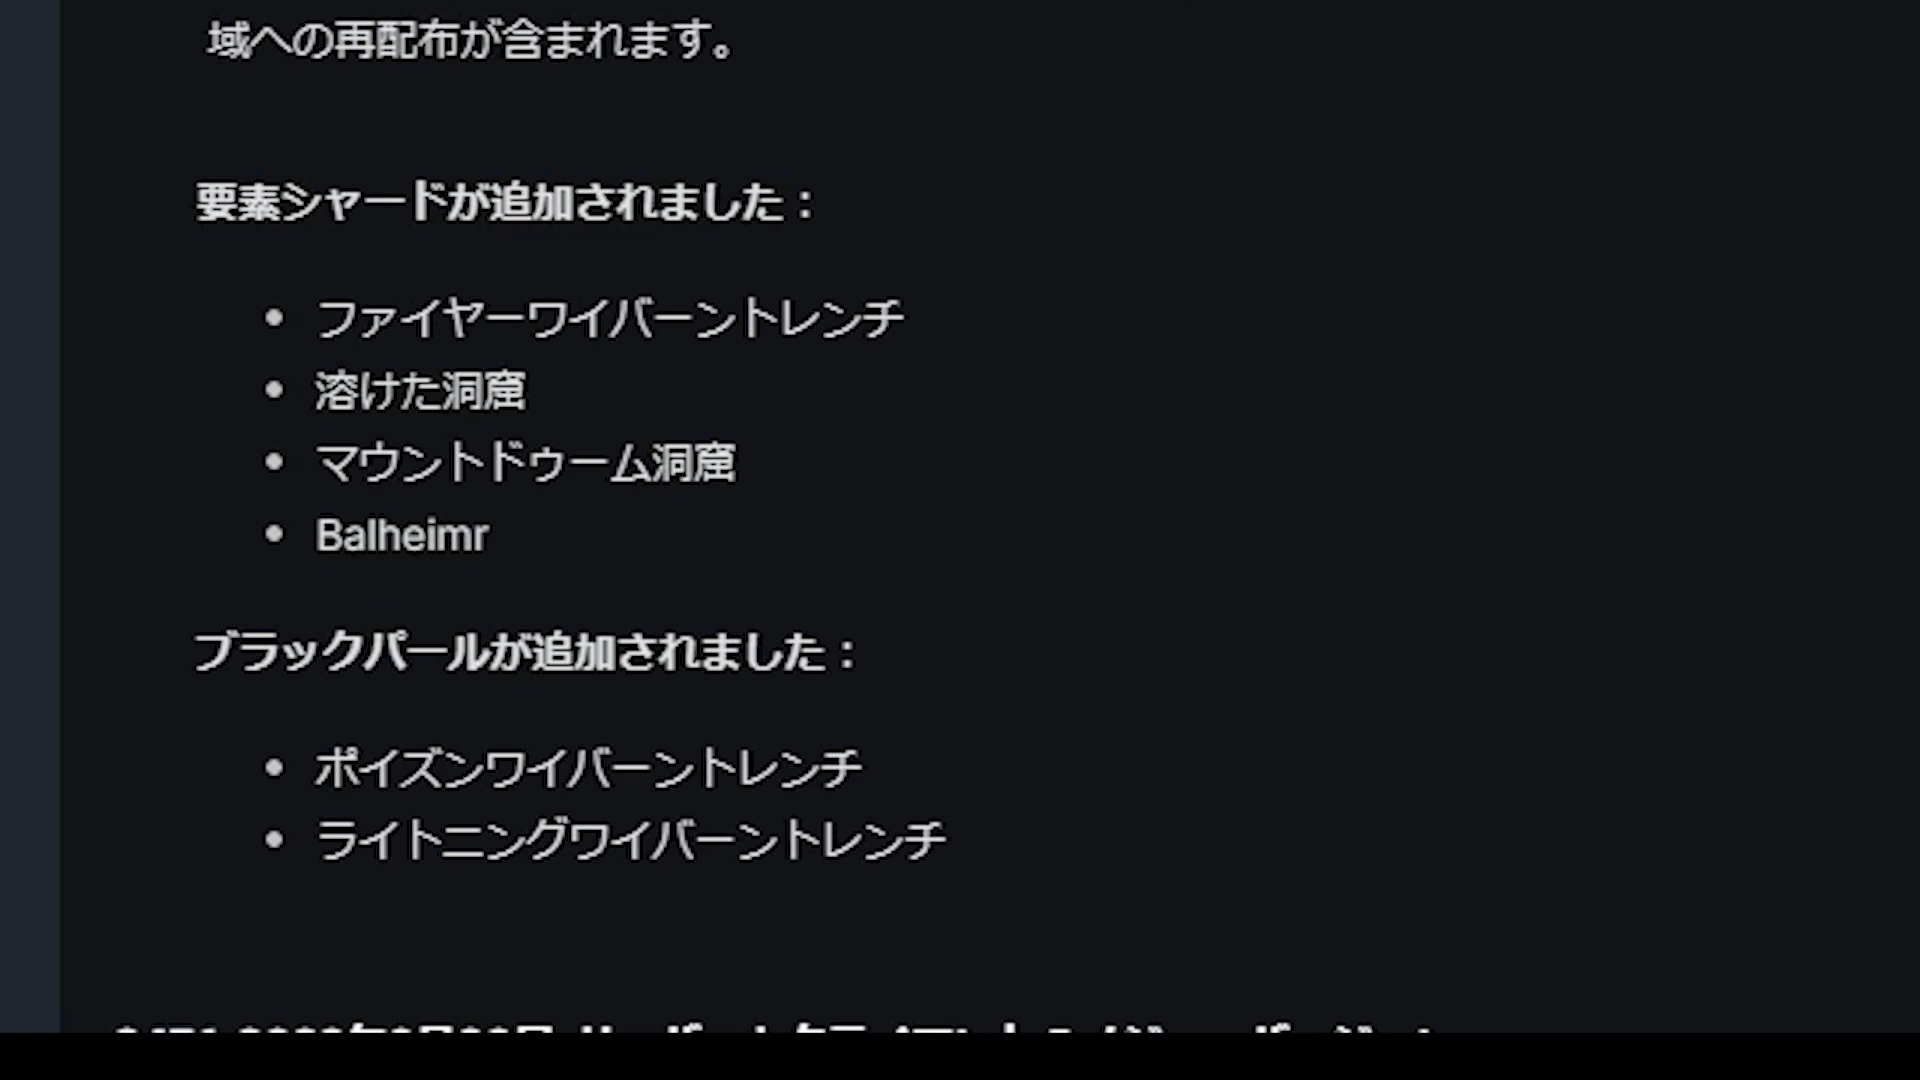 域への再配布が含まれます。
要素シャードが追加されました：
• ファイヤーワイバーントレンチ
• 溶けた洞窟
• マウントドゥーム洞窟
• Balheimr
ブラックパールが追加されました：
• ポイズンワイバーントレンチ
• ライトニングワイバーントレンチ